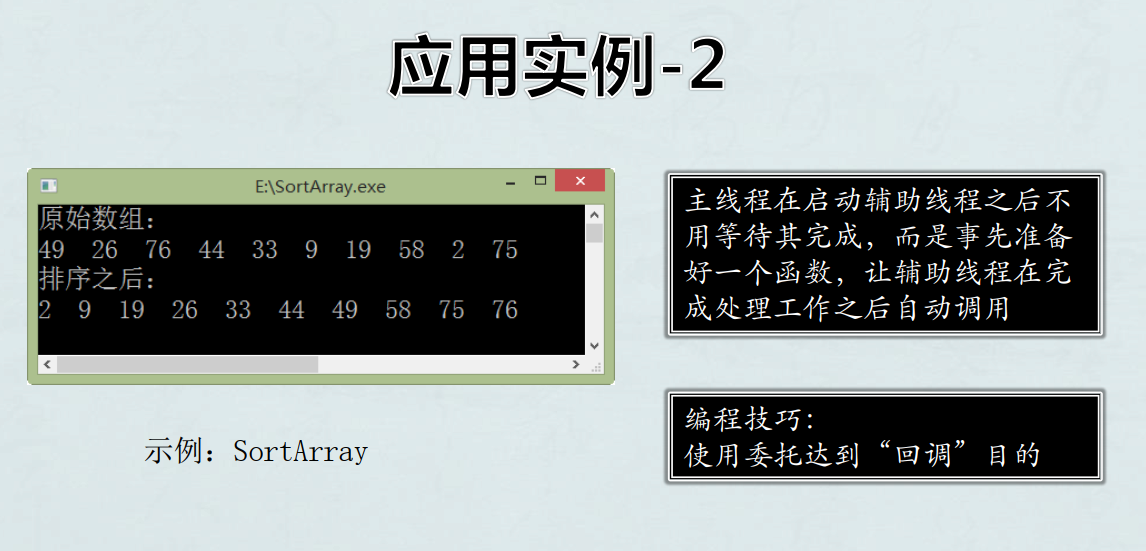 应用实例-2
E:\SortArray.exe
原始数组：
49 26 76 44 33 9 19 58 2 75
排序之后：
2 9 19 26 33 44 49 58 75 76
示例：SortArray
主线程在启动辅助线程之后不
用等待其完成，而是事先准备
好一个函数，让辅助线程在完
成处理工作之后自动调用
编程技巧：
使用委托达到“回调”目的